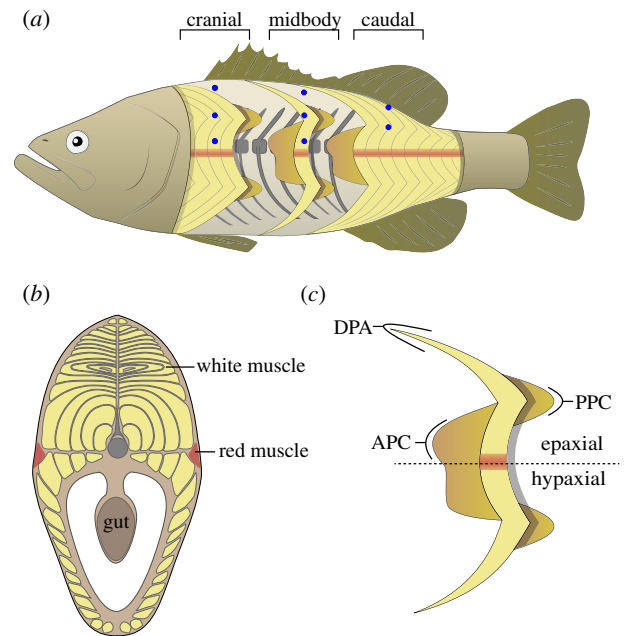 (a)
cranial midbody caudal
(b)
(c)
DPA
white muscle
PPC
APC
epaxial
red muscle
hypaxial
gut